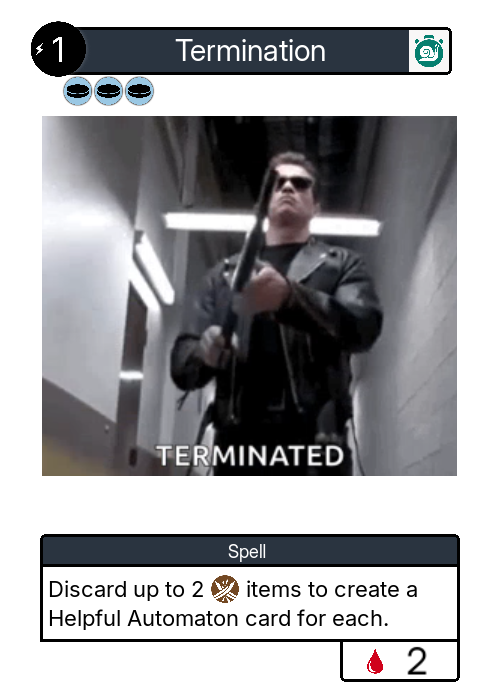 1
Termination
TERMINATED
Spell
Discard up to 2 items to create a
Helpful Automaton card for each.
2